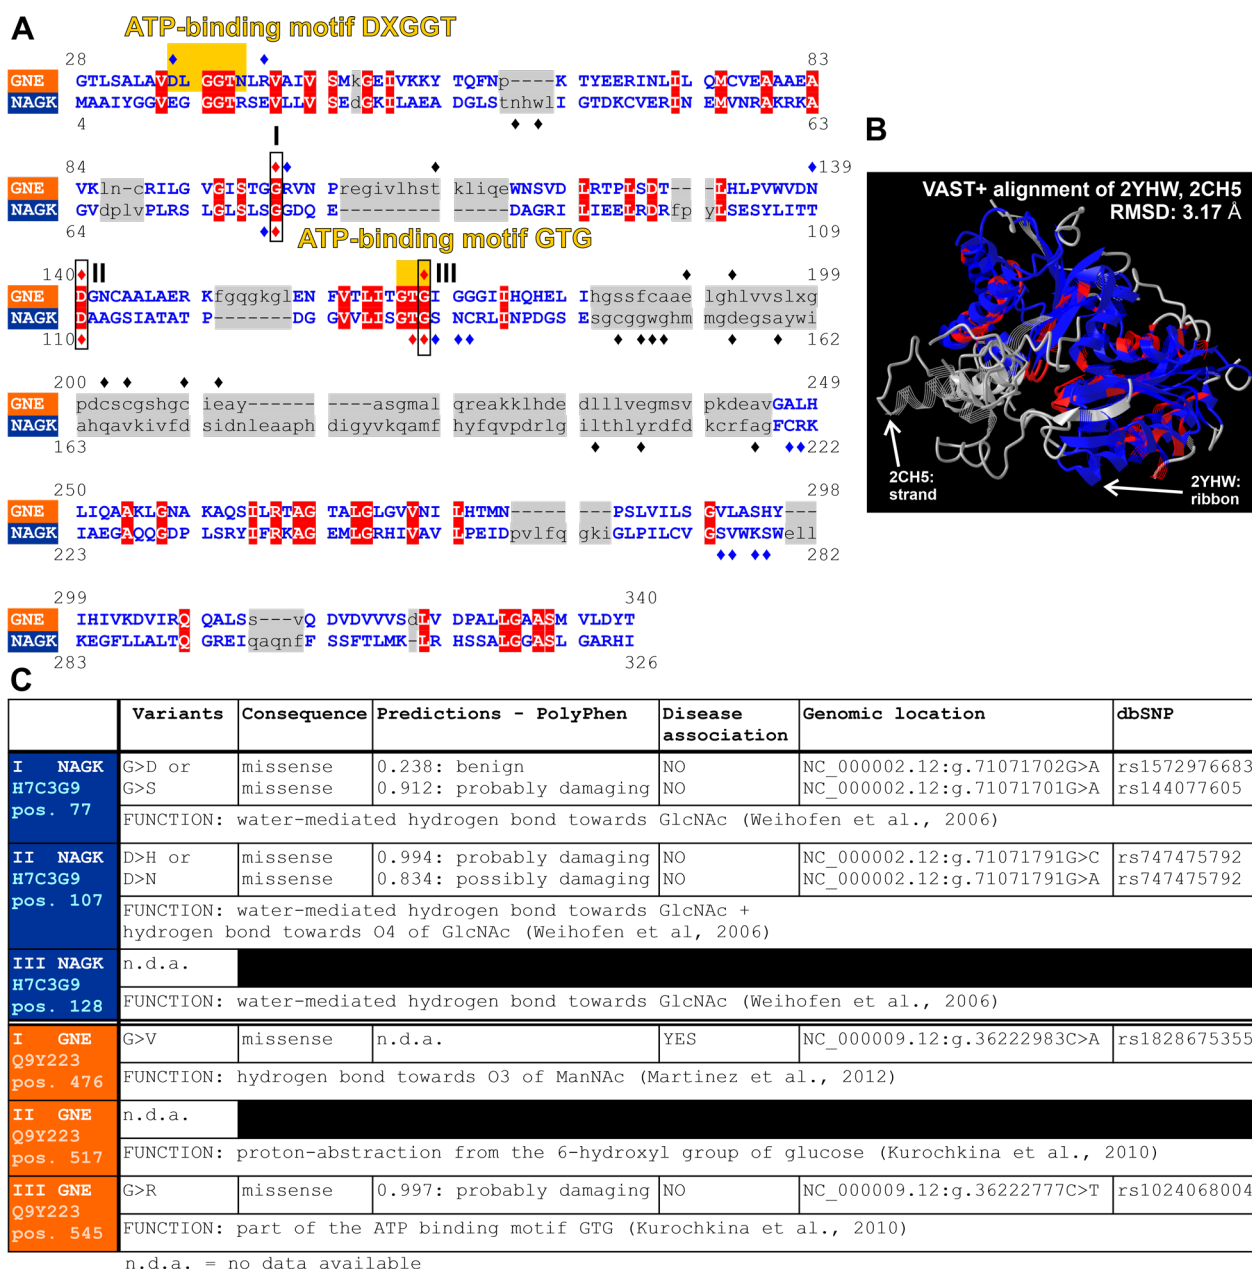 A
ATP-binding motif DXGGT
28 83
GNE GTLSALAVDL GGTNLRVAIV SMkGEIVKKY TQFNp----K TYEERINLIL QMCVEAAAEA
NAGK MAAIYGGVEG GGTRSEVLLV SEdGKILAEA DGLStnhwlI GTDKCVERIN EMVNRAKRKA
4 63
I
84 139
GNE VKln-cRILG VGISTGGRVN Pregivlhst kliqeWNSVD LRTPLSDT-- -LHLPVWVDN
NAGK GVdplvPLRS LGLSLSGGDQ E--------- -----DAGRI LIEELRDRfp yLSESYLITT
64 109
ATP-binding motif GTG
140 II III 199
GNE DGNCAALAER KfgqgkglEN FVTLITGTGI GGGIIHQHEL Ihgssfcaae lghlvvslxg
NAGK DAAGSIATAT P-------DG GVVLISGTGS NCRLINPDGS Esgcggwghm mgdegsaywi
110 162
200 249
GNE pdcscgshgc ieay------ ----asgmal qreakklhde dlllvegmsv pkdeavGALH
NAGK ahqavkivfd sidnleaaph digyvkqamf hyfqvpdrlg ilthlyrdfd kcrfagFCRK
163 222
250 298
GNE LIQAAKLGNA KAQSILRTAG TALGLGVVNI LHTMN----- ---PSLVILS GVLASHY---
NAGK IAEGAQQGDP LSRYIFRKAG EMLGRHIVAV LPEIDpvlfq gkiGLPILCV GSVWKSWell
223 282
299 340
GNE IHIVKDVIRQ QALSs---vQ DVDVVVSdLV DPALLGAASM VLDYT
NAGK KEGFLLALTQ GREIqaqnfF SSFTLMK-LR HSSALGGASL GARHI
283 326
B
VAST+ alignment of 2YHW, 2CH5
RMSD: 3.17 Å
2CH5:
strand
2YHW:
ribbon
C
Variants Consequence Predictions - PolyPhen Disease association Genomic location dbSNP
I NAGK H7C3G9 pos. 77
G>D or missense 0.238: benign NO NC_000002.12:g.71071702G>A rs1572976683
G>S missense 0.912: probably damaging NO NC_000002.12:g.71071701G>A rs144077605
FUNCTION: water-mediated hydrogen bond towards GlcNAc (Weihofen et al., 2006)
II NAGK H7C3G9 pos. 107
D>H or missense 0.994: probably damaging NO NC_000002.12:g.71071791G>C rs747475792
D>N missense 0.834: possibly damaging NO NC_000002.12:g.71071791G>A rs747475792
FUNCTION: water-mediated hydrogen bond towards GlcNAc +
hydrogen bond towards O4 of GlcNAc (Weihofen et al, 2006)
III NAGK H7C3G9 pos. 128
n.d.a.
FUNCTION: water-mediated hydrogen bond towards GlcNAc (Weihofen et al., 2006)
I GNE Q9Y223 pos. 476
G>V missense n.d.a. YES NC_000009.12:g.36222983C>A rs1828675355
FUNCTION: hydrogen bond towards O3 of ManNAc (Martinez et al., 2012)
II GNE Q9Y223 pos. 517
n.d.a.
FUNCTION: proton-abstraction from the 6-hydroxyl group of glucose (Kurochkina et al., 2010)
III GNE Q9Y223 pos. 545
G>R missense 0.997: probably damaging NO NC_000009.12:g.36222777C>T rs1024068004
FUNCTION: part of the ATP binding motif GTG (Kurochkina et al., 2010)
n.d.a. = no data available